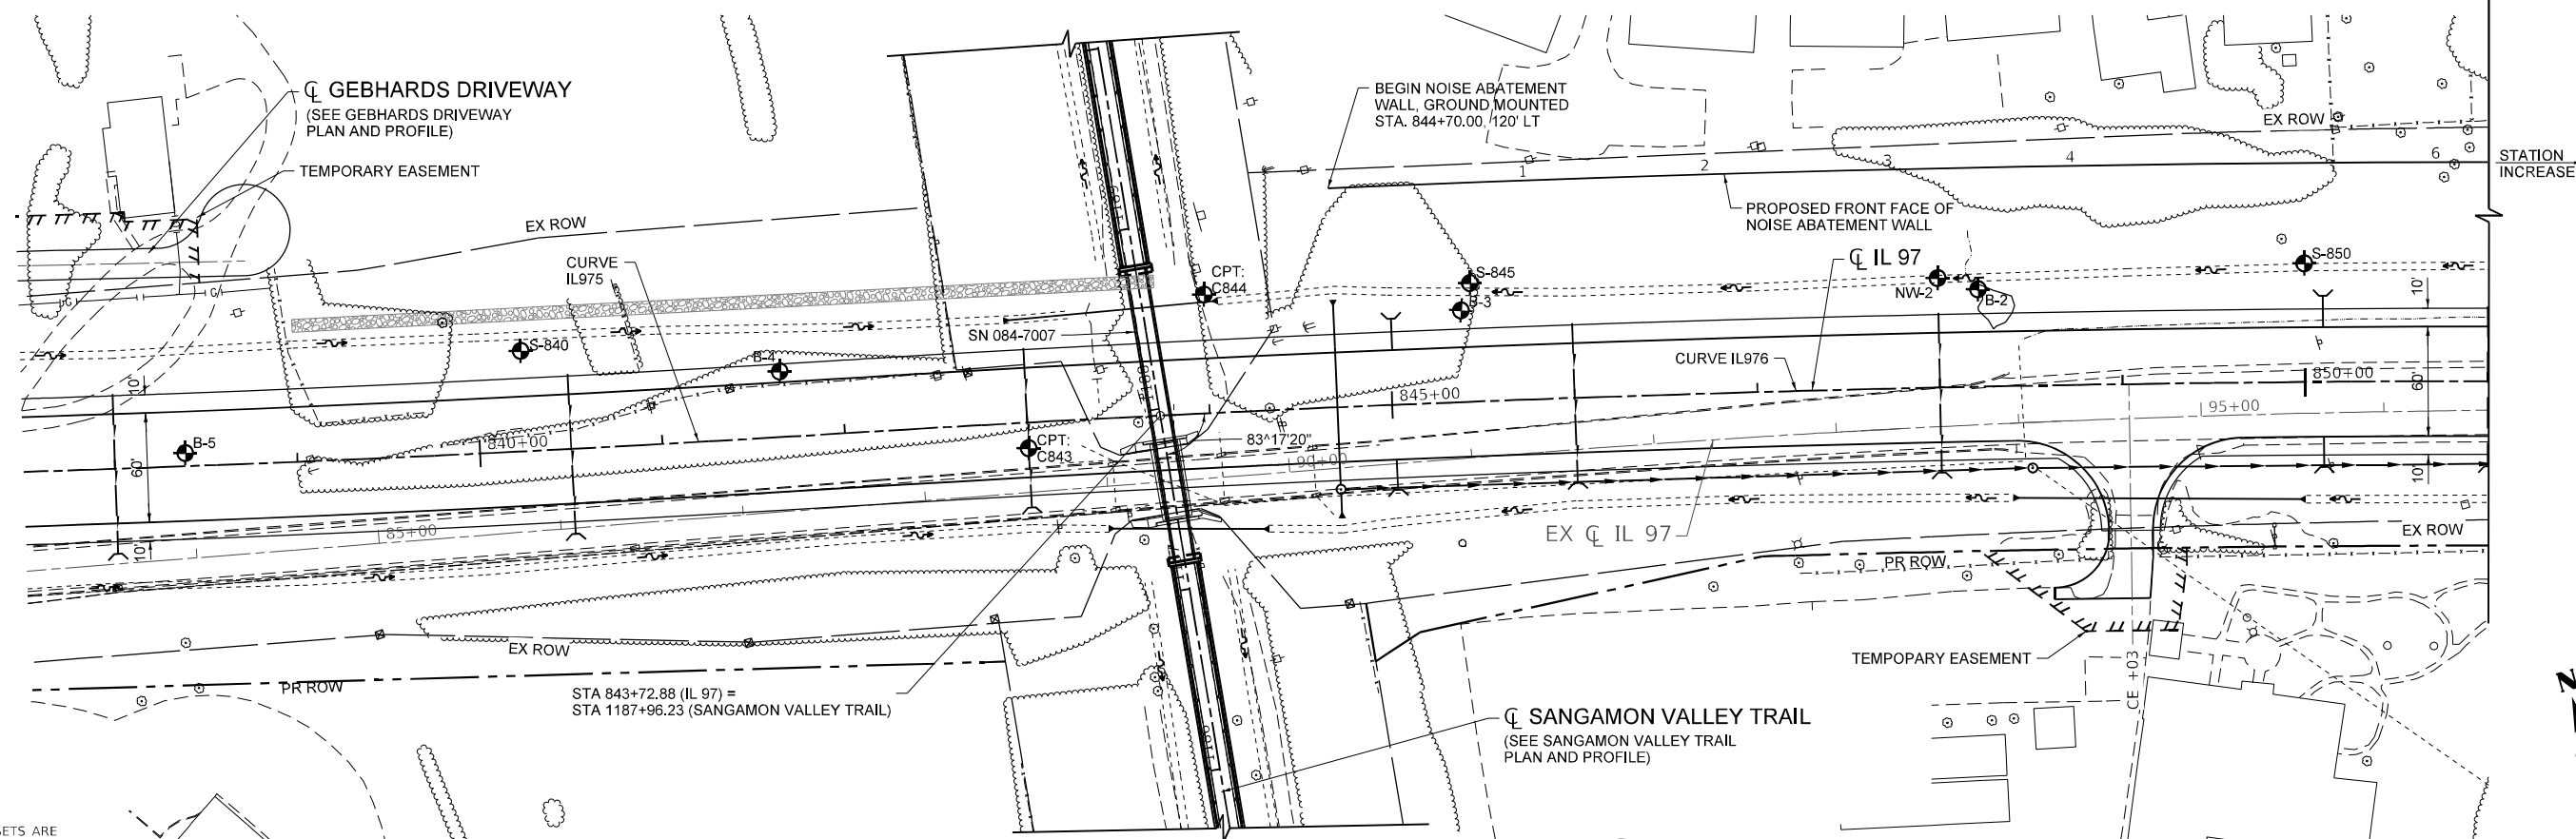 ℄ GEBHARDS DRIVEWAY
(SEE GEBHARDS DRIVEWAY
PLAN AND PROFILE)
TEMPORARY EASEMENT
EX ROW
CURVE
IL975
BEGIN NOISE ABATEMENT
WALL, GROUND MOUNTED
STA. 844+70.00, 120' LT
EX ROW
1
2
3
4
6
STATION
INCREASE
PROPOSED FRONT FACE OF
NOISE ABATEMENT WALL
℄ IL 97
CPT:
C844
S-845
B-3
NW-2
B-2
S-850
10'
SN 084-7007
S-840
B-4
CURVE IL976
850+00
60'
10'
845+00
95+00
840+00
B-5
60'
CPT:
C843
83^17'20"
90+00
10'
85+00
10'
EX ℄ IL 97
EX ROW
PR ROW
EX ROW
PR ROW
TEMPOPARY EASEMENT
CE +03
STA 843+72.88 (IL 97) =
STA 1187+96.23 (SANGAMON VALLEY TRAIL)
℄ SANGAMON VALLEY TRAIL
(SEE SANGAMON VALLEY TRAIL
PLAN AND PROFILE)
N
ARE